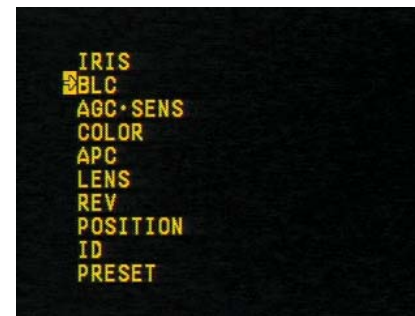 IRIS
BLC
AGC·SENS
COLOR
APC
LENS
REV
POSITION
ID
PRESET